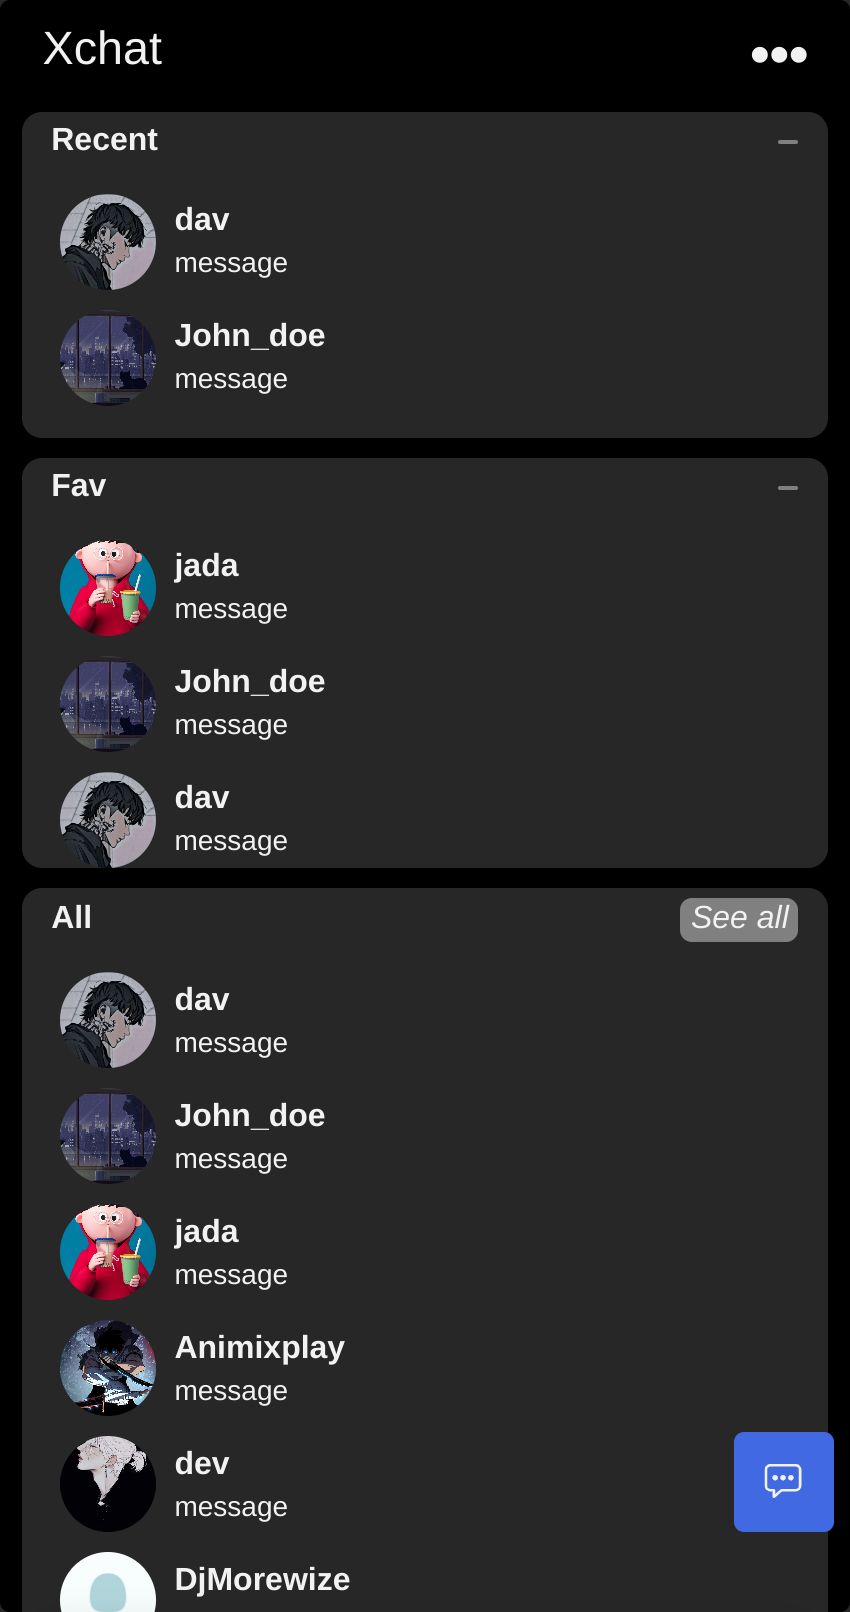 Xchat
Recent
dav
message
John_doe
message
Fav
jada
message
John_doe
message
dav
message
All
See all
dav
message
John_doe
message
jada
message
Animixplay
message
dev
message
DjMorewize